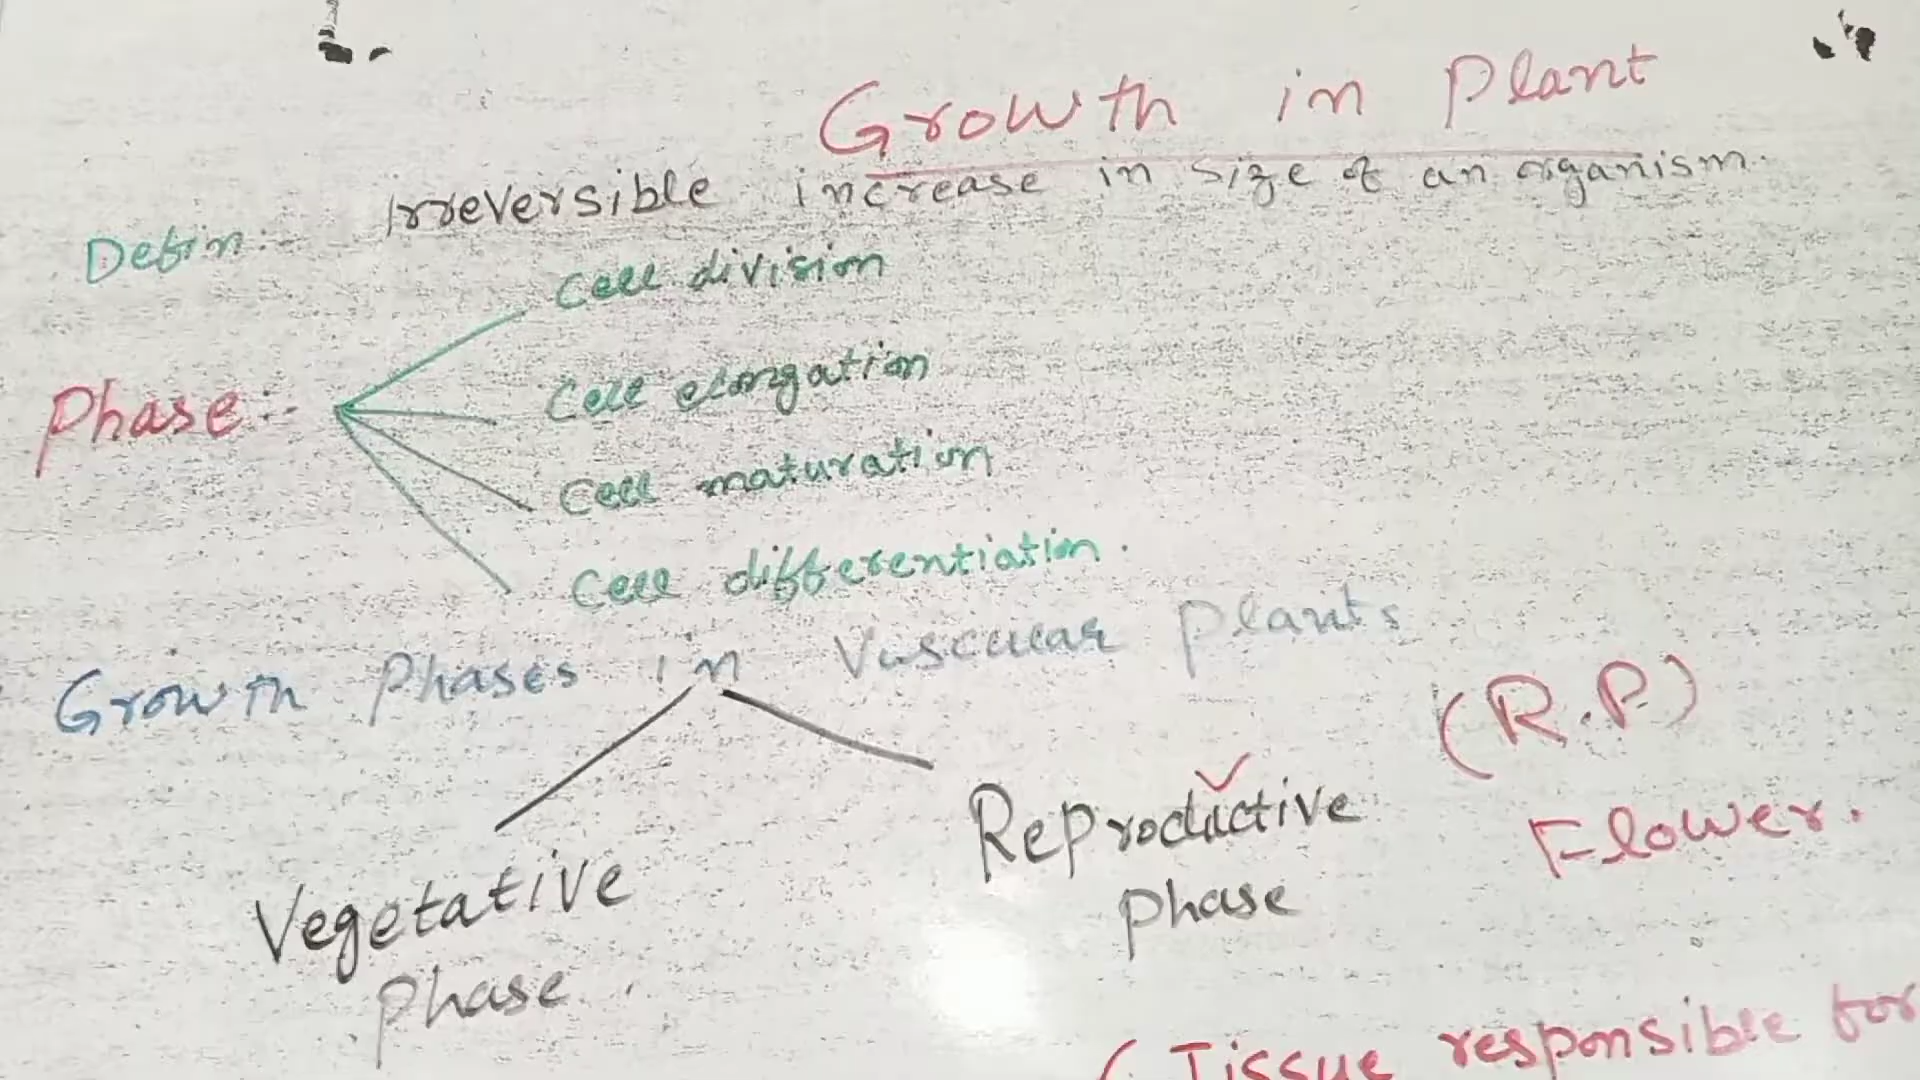 Growth in Plant
Defin:- Irreversible increase in size of an organism.
Cell division
Phase:- Cell elongation
Cell maturation
Cell differentiation.
Growth Phases in Vascular Plants
(R.P)
Reproductive Flower.
Vegetative phase
phase.
(Tissue responsible for